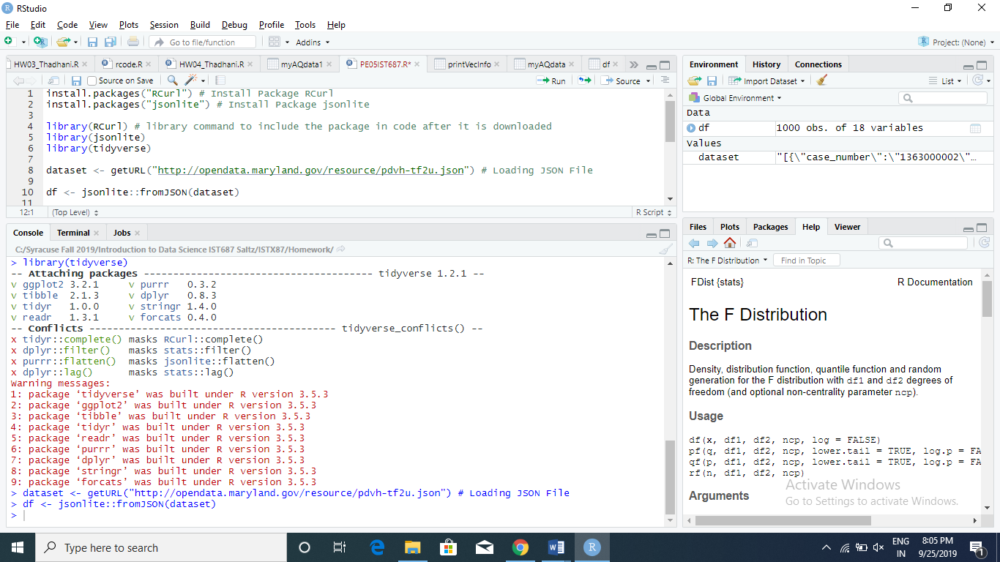 RStudio
File Edit Code View Plots Session Build Debug Profile Tools Help
Go to file/function Addins Project: (None)
HW03_Thadhani.R rcode.R HW04_Thadhani.R myAQdata1 PE05IST687.R* printVecInfo myAQdata df
Source on Save Run Source
1 install.packages("RCurl") # Install Package RCurl
2 install.packages("jsonlite") # Install Package jsonlite
3
4 library(RCurl) # library command to include the package in code after it is downloaded
5 library(jsonlite)
6 library(tidyverse)
7
8 dataset <- getURL("http://opendata.maryland.gov/resource/pdvh-tf2u.json") # Loading JSON File
9
10 df <- jsonlite::fromJSON(dataset)
11
12:1 (Top Level) R Script
Console Terminal Jobs
C:/Syracuse Fall 2019/Introduction to Data Science IST687 Saltz/ISTX87/Homework/
> library(tidyverse)
-- Attaching packages --------------------------------------- tidyverse 1.2.1 --
v ggplot2 3.2.1 v purrr 0.3.2
v tibble 2.1.3 v dplyr 0.8.3
v tidyr 1.0.0 v stringr 1.4.0
v readr 1.3.1 v forcats 0.4.0
-- Conflicts ------------------------------------------ tidyverse_conflicts() --
x tidyr::complete() masks RCurl::complete()
x dplyr::filter() masks stats::filter()
x purrr::flatten() masks jsonlite::flatten()
x dplyr::lag() masks stats::lag()
Warning messages:
1: package ‘tidyverse’ was built under R version 3.5.3
2: package ‘ggplot2’ was built under R version 3.5.3
3: package ‘tibble’ was built under R version 3.5.3
4: package ‘tidyr’ was built under R version 3.5.3
5: package ‘readr’ was built under R version 3.5.3
6: package ‘purrr’ was built under R version 3.5.3
7: package ‘dplyr’ was built under R version 3.5.3
8: package ‘stringr’ was built under R version 3.5.3
9: package ‘forcats’ was built under R version 3.5.3
> dataset <- getURL("http://opendata.maryland.gov/resource/pdvh-tf2u.json") # Loading JSON File
> df <- jsonlite::fromJSON(dataset)
>
Environment History Connections
Import Dataset List
Global Environment
Data
df 1000 obs. of 18 variables
Values
dataset "[{\"case_number\":\"1363000002\"…
Files Plots Packages Help Viewer
R: The F Distribution Find in Topic
FDist {stats} R Documentation
The F Distribution
Description
Density, distribution function, quantile function and random
generation for the F distribution with df1 and df2 degrees of
freedom (and optional non-centrality parameter ncp).
Usage
df(x, df1, df2, ncp, log = FALSE)
pf(q, df1, df2, ncp, lower.tail = TRUE, log.p = FA
qf(p, df1, df2, ncp, lower.tail = TRUE, log.p = FA
rf(n, df1, df2, ncp)
Arguments
Activate Windows
Go to Settings to activate Windows.
Type here to search
ENG
IN
8:05 PM
9/25/2019
1